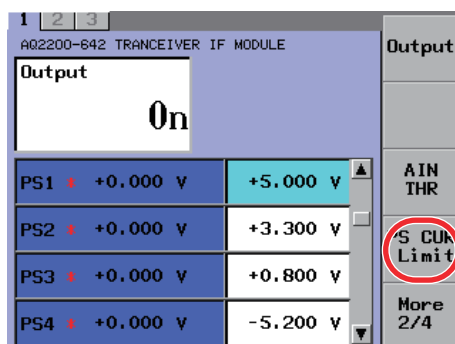 1 2 3
AQ2200-642 TRANCEIVER IF MODULE
Output
On
PS1 * +0.000 V +5.000 V
PS2 * +0.000 V +3.300 V
PS3 * +0.000 V +0.800 V
PS4 * +0.000 V -5.200 V
Output
AIN
THR
PS CUR
Limit
More
2/4